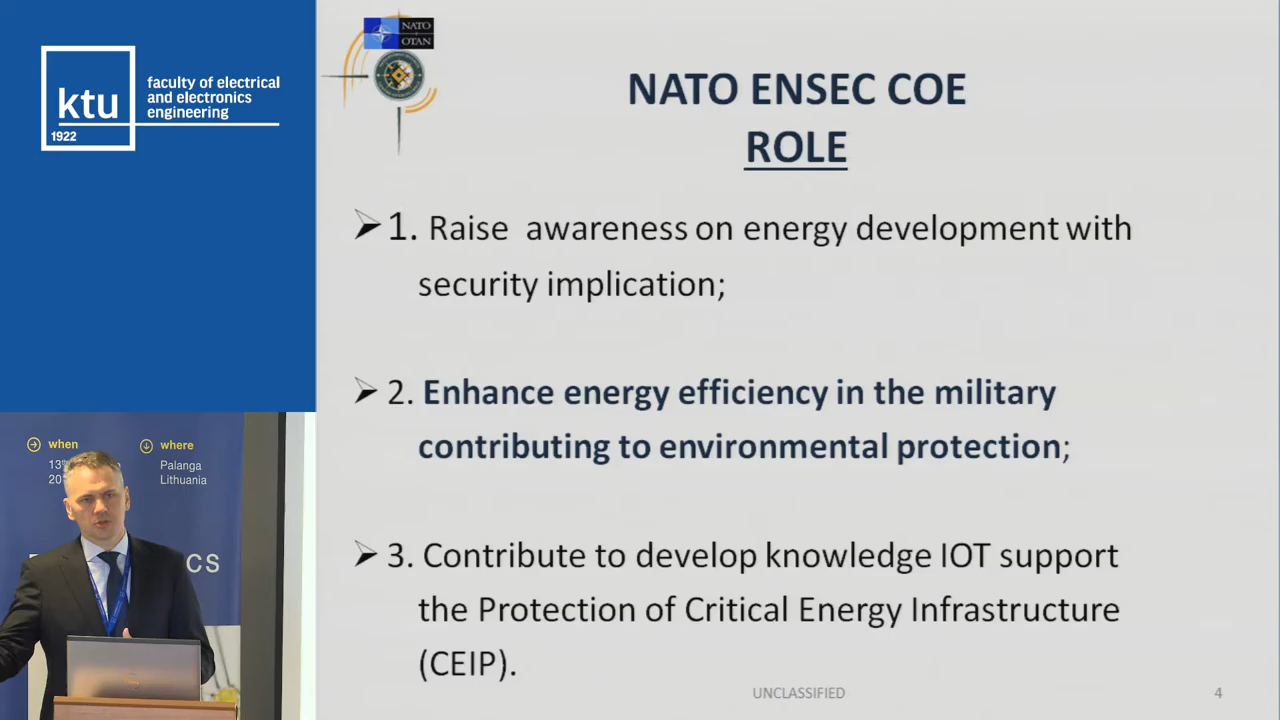 ktu
1922
faculty of electrical
and electronics
engineering
NATO
OTAN
NATO ENSEC COE
ROLE
➢ 1. Raise awareness on energy development with
security implication;
➢ 2. Enhance energy efficiency in the military
contributing to environmental protection;
➢ 3. Contribute to develop knowledge IOT support
the Protection of Critical Energy Infrastructure
(CEIP).
UNCLASSIFIED
4
when
13th
20
where
Palanga
Lithuania
CS